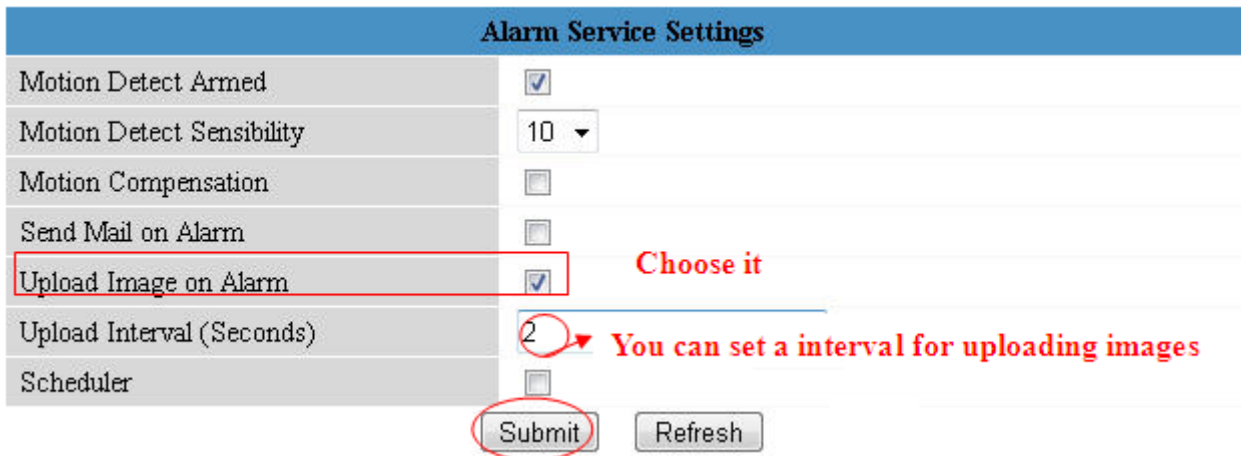 Alarm Service Settings
Motion Detect Armed
Motion Detect Sensibility 10
Motion Compensation
Send Mail on Alarm
Upload Image on Alarm Choose it
Upload Interval (Seconds) 2 You can set a interval for uploading images
Scheduler
Submit Refresh